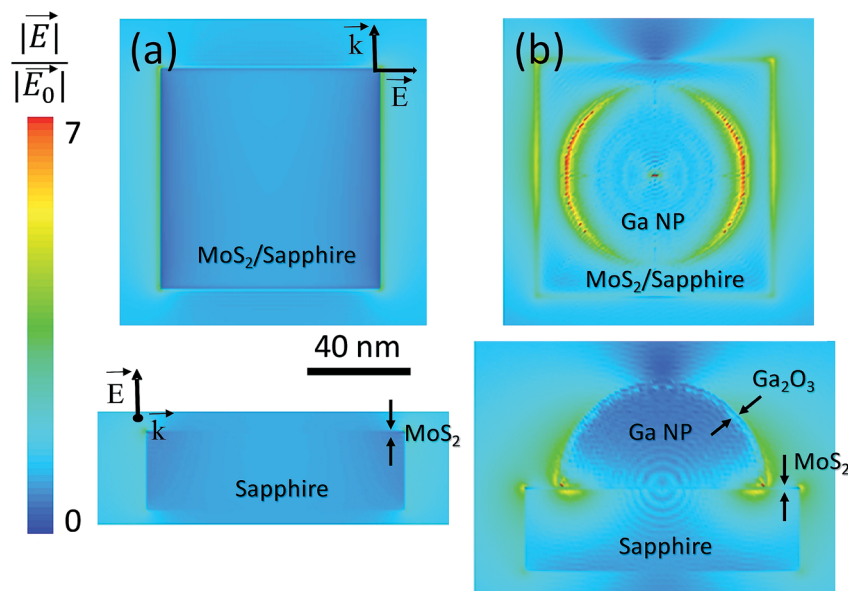 |E|
|E₀|
7
0
(a)
k
E
MoS₂/Sapphire
(b)
Ga NP
MoS₂/Sapphire
40 nm
E
k
MoS₂
Sapphire
Ga₂O₃
Ga NP
MoS₂
Sapphire